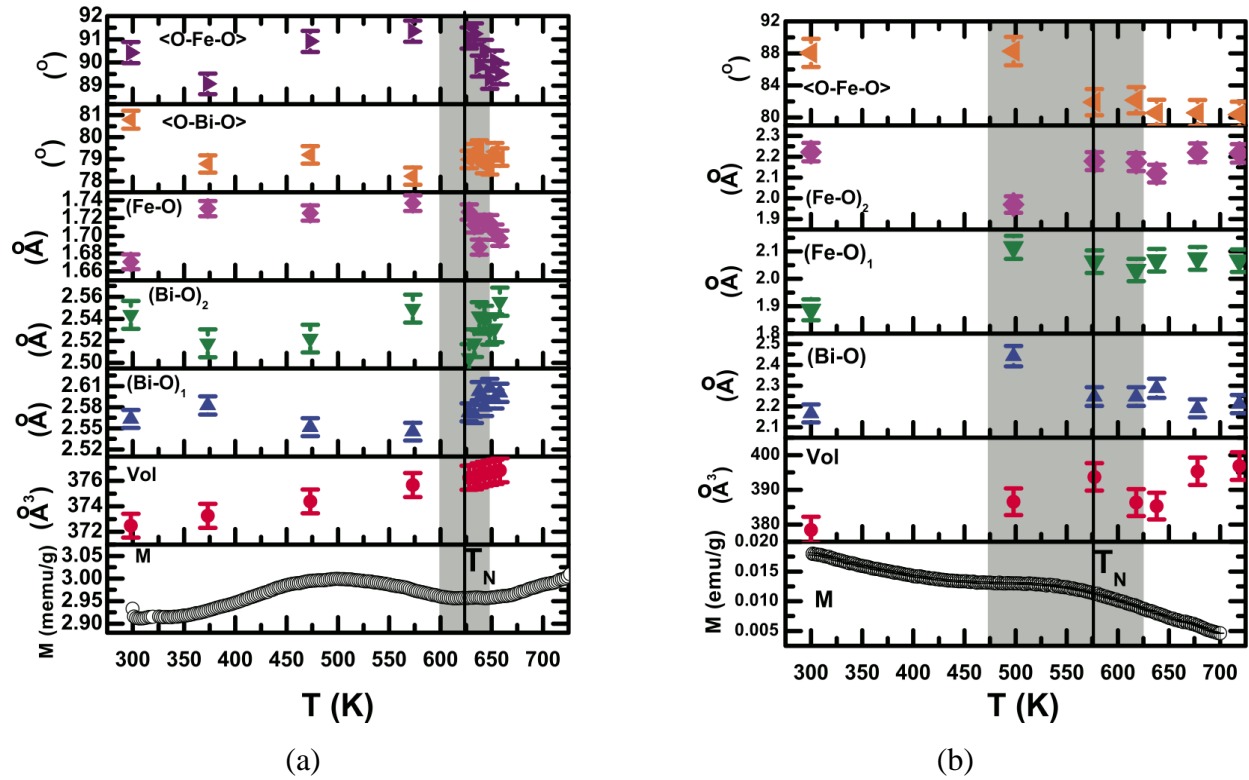 92
91
90
89
(°)
<O-Fe-O>
81
80
79
78
(°)
<O-Bi-O>
1.74
1.72
1.68
1.66
(Å)
(Fe-O)
2.56
2.54
2.52
2.50
(Å)
(Bi-O)2
2.61
2.58
2.55
2.52
(Å)
(Bi-O)1
376
374
372
(Å3)
Vol
3.05
3.00
2.95
2.90
M (memu/g)
M
TN
300 350 400 450 500 550 600 650 700
T (K)
(a)
92
88
84
80
(°)
<O-Fe-O>
2.3
2.2
2.1
2.0
1.9
(Å)
(Fe-O)2
2.1
2.0
1.9
1.8
(Å)
(Fe-O)1
2.5
2.4
2.3
2.2
2.1
(Å)
(Bi-O)
400
390
380
(Å3)
Vol
0.020
0.015
0.010
0.005
M (emu/g)
M
TN
300 350 400 450 500 550 600 650 700
T (K)
(b)